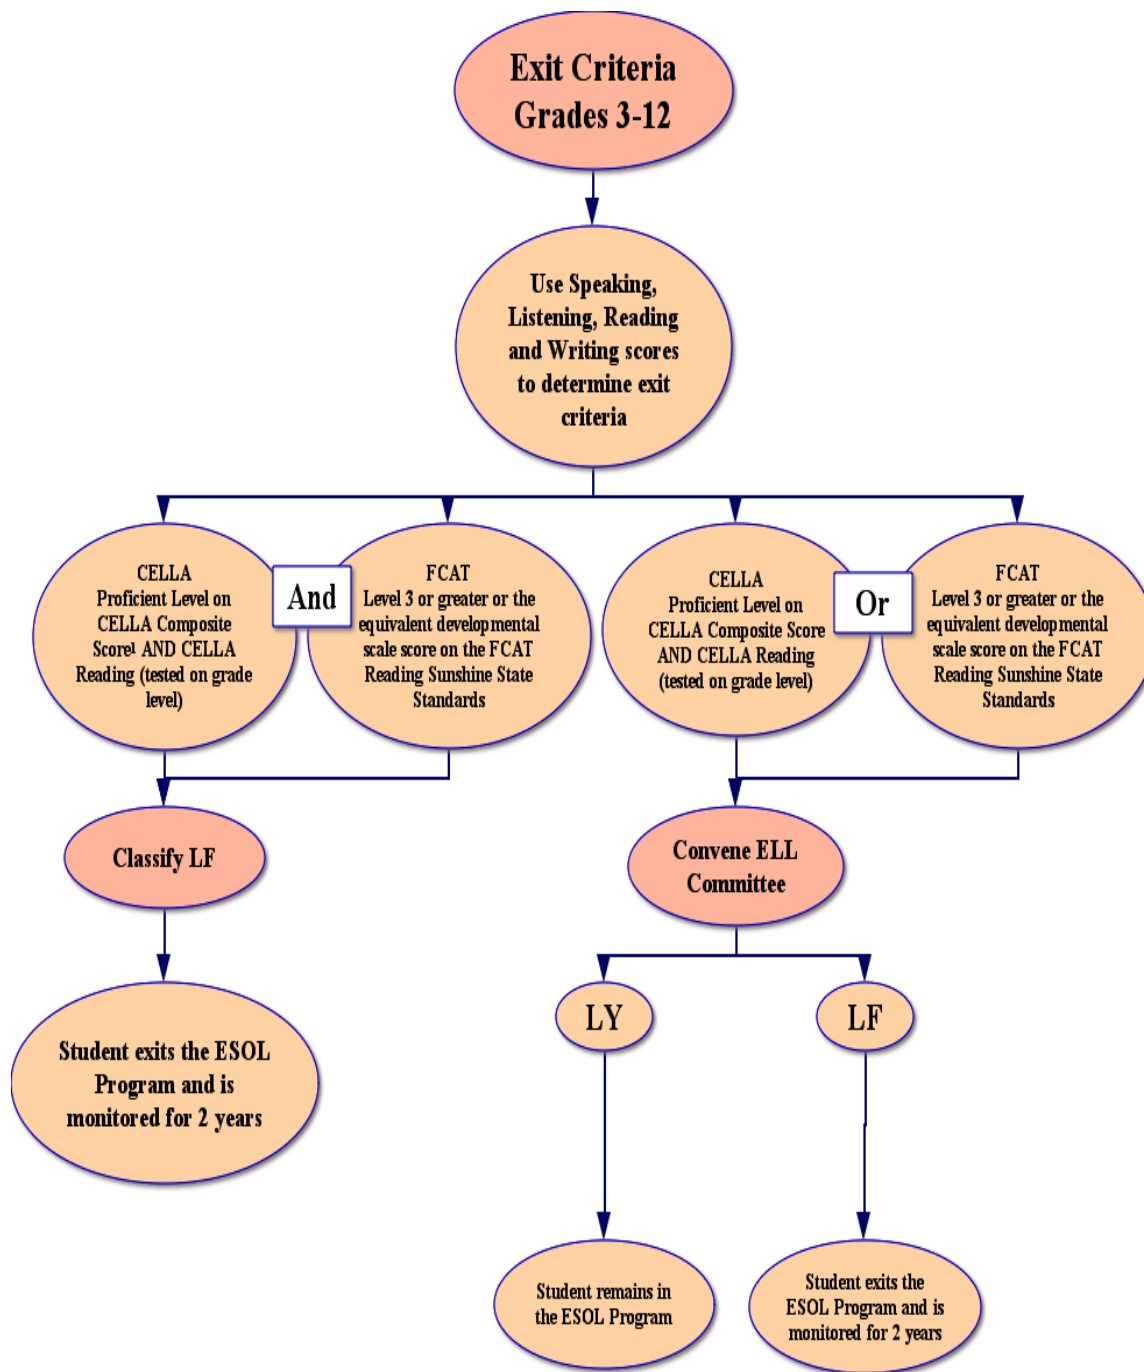 Exit Criteria
Grades 3-12
Use Speaking,
Listening, Reading
and Writing scores
to determine exit
criteria
CELLA
Proficient Level on
CELLA Composite
Score¹ AND CELLA
Reading (tested on grade
level)
And
FCAT
Level 3 or greater or the
equivalent developmental
scale score on the FCAT
Reading Sunshine State
Standards
CELLA
Proficient Level on
CELLA Composite Score
AND CELLA Reading
(tested on grade level)
Or
FCAT
Level 3 or greater or the
equivalent developmental
scale score on the FCAT
Reading Sunshine State
Standards
Classify LF
Convene ELL
Committee
LY
LF
Student exits the ESOL
Program and is
monitored for 2 years
Student remains in
the ESOL Program
Student exits the
ESOL Program and is
monitored for 2 years